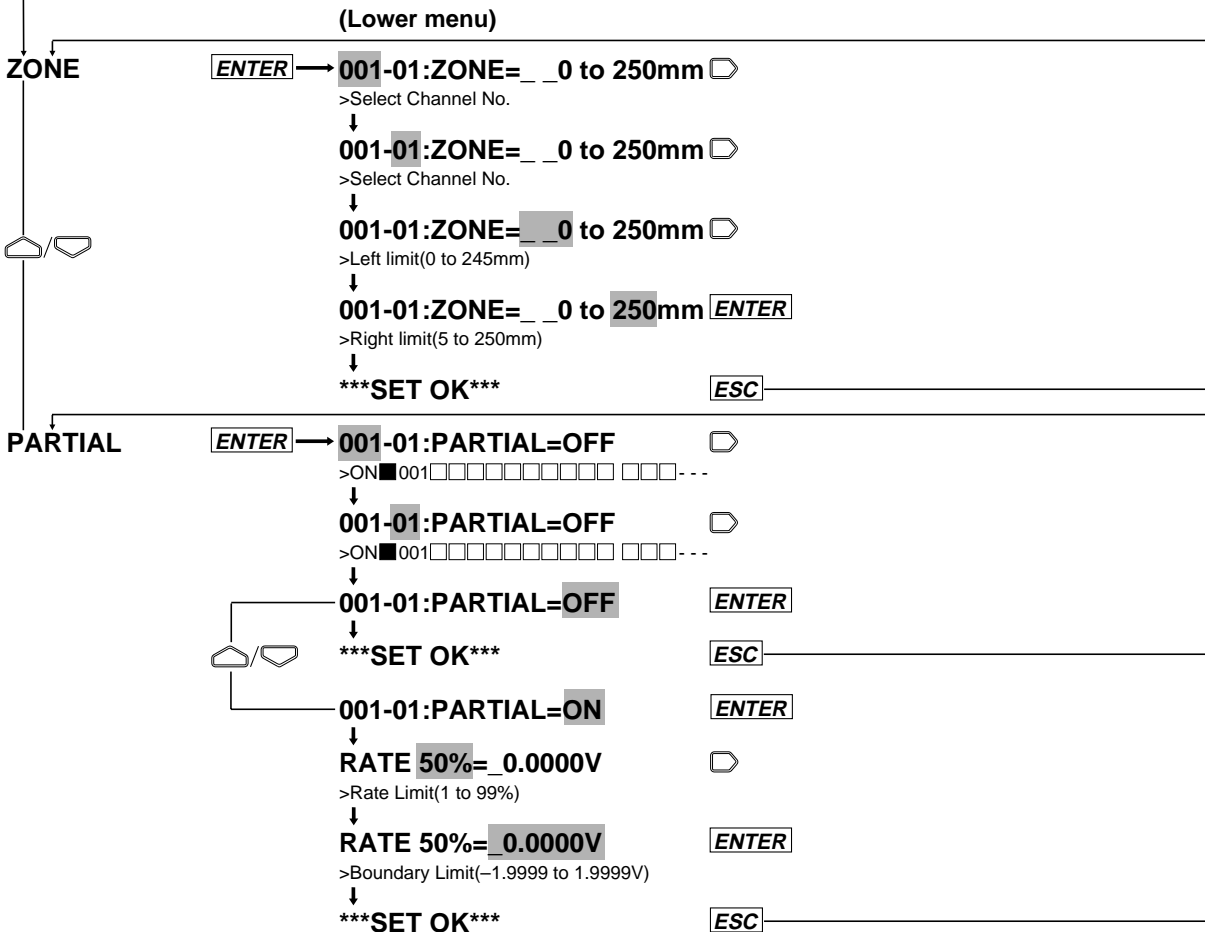 (Lower menu)
ZONE ENTER 001-01:ZONE=_ _0 to 250mm
>Select Channel No.
001-01:ZONE=_ _0 to 250mm
>Select Channel No.
001-01:ZONE=_ _0 to 250mm
/
>Left limit(0 to 245mm)
001-01:ZONE=_ _0 to 250mm ENTER
>Right limit(5 to 250mm)
***SET OK*** ESC
PARTIAL ENTER 001-01:PARTIAL=OFF
>ON■001□□□□□□□□□□ □□□- - -
001-01:PARTIAL=OFF
>ON■001□□□□□□□□□□ □□□- - -
001-01:PARTIAL=OFF ENTER
/ ***SET OK*** ESC
001-01:PARTIAL=ON ENTER
RATE 50%=_0.0000V
>Rate Limit(1 to 99%)
RATE 50%=_0.0000V ENTER
>Boundary Limit(–1.9999 to 1.9999V)
***SET OK*** ESC